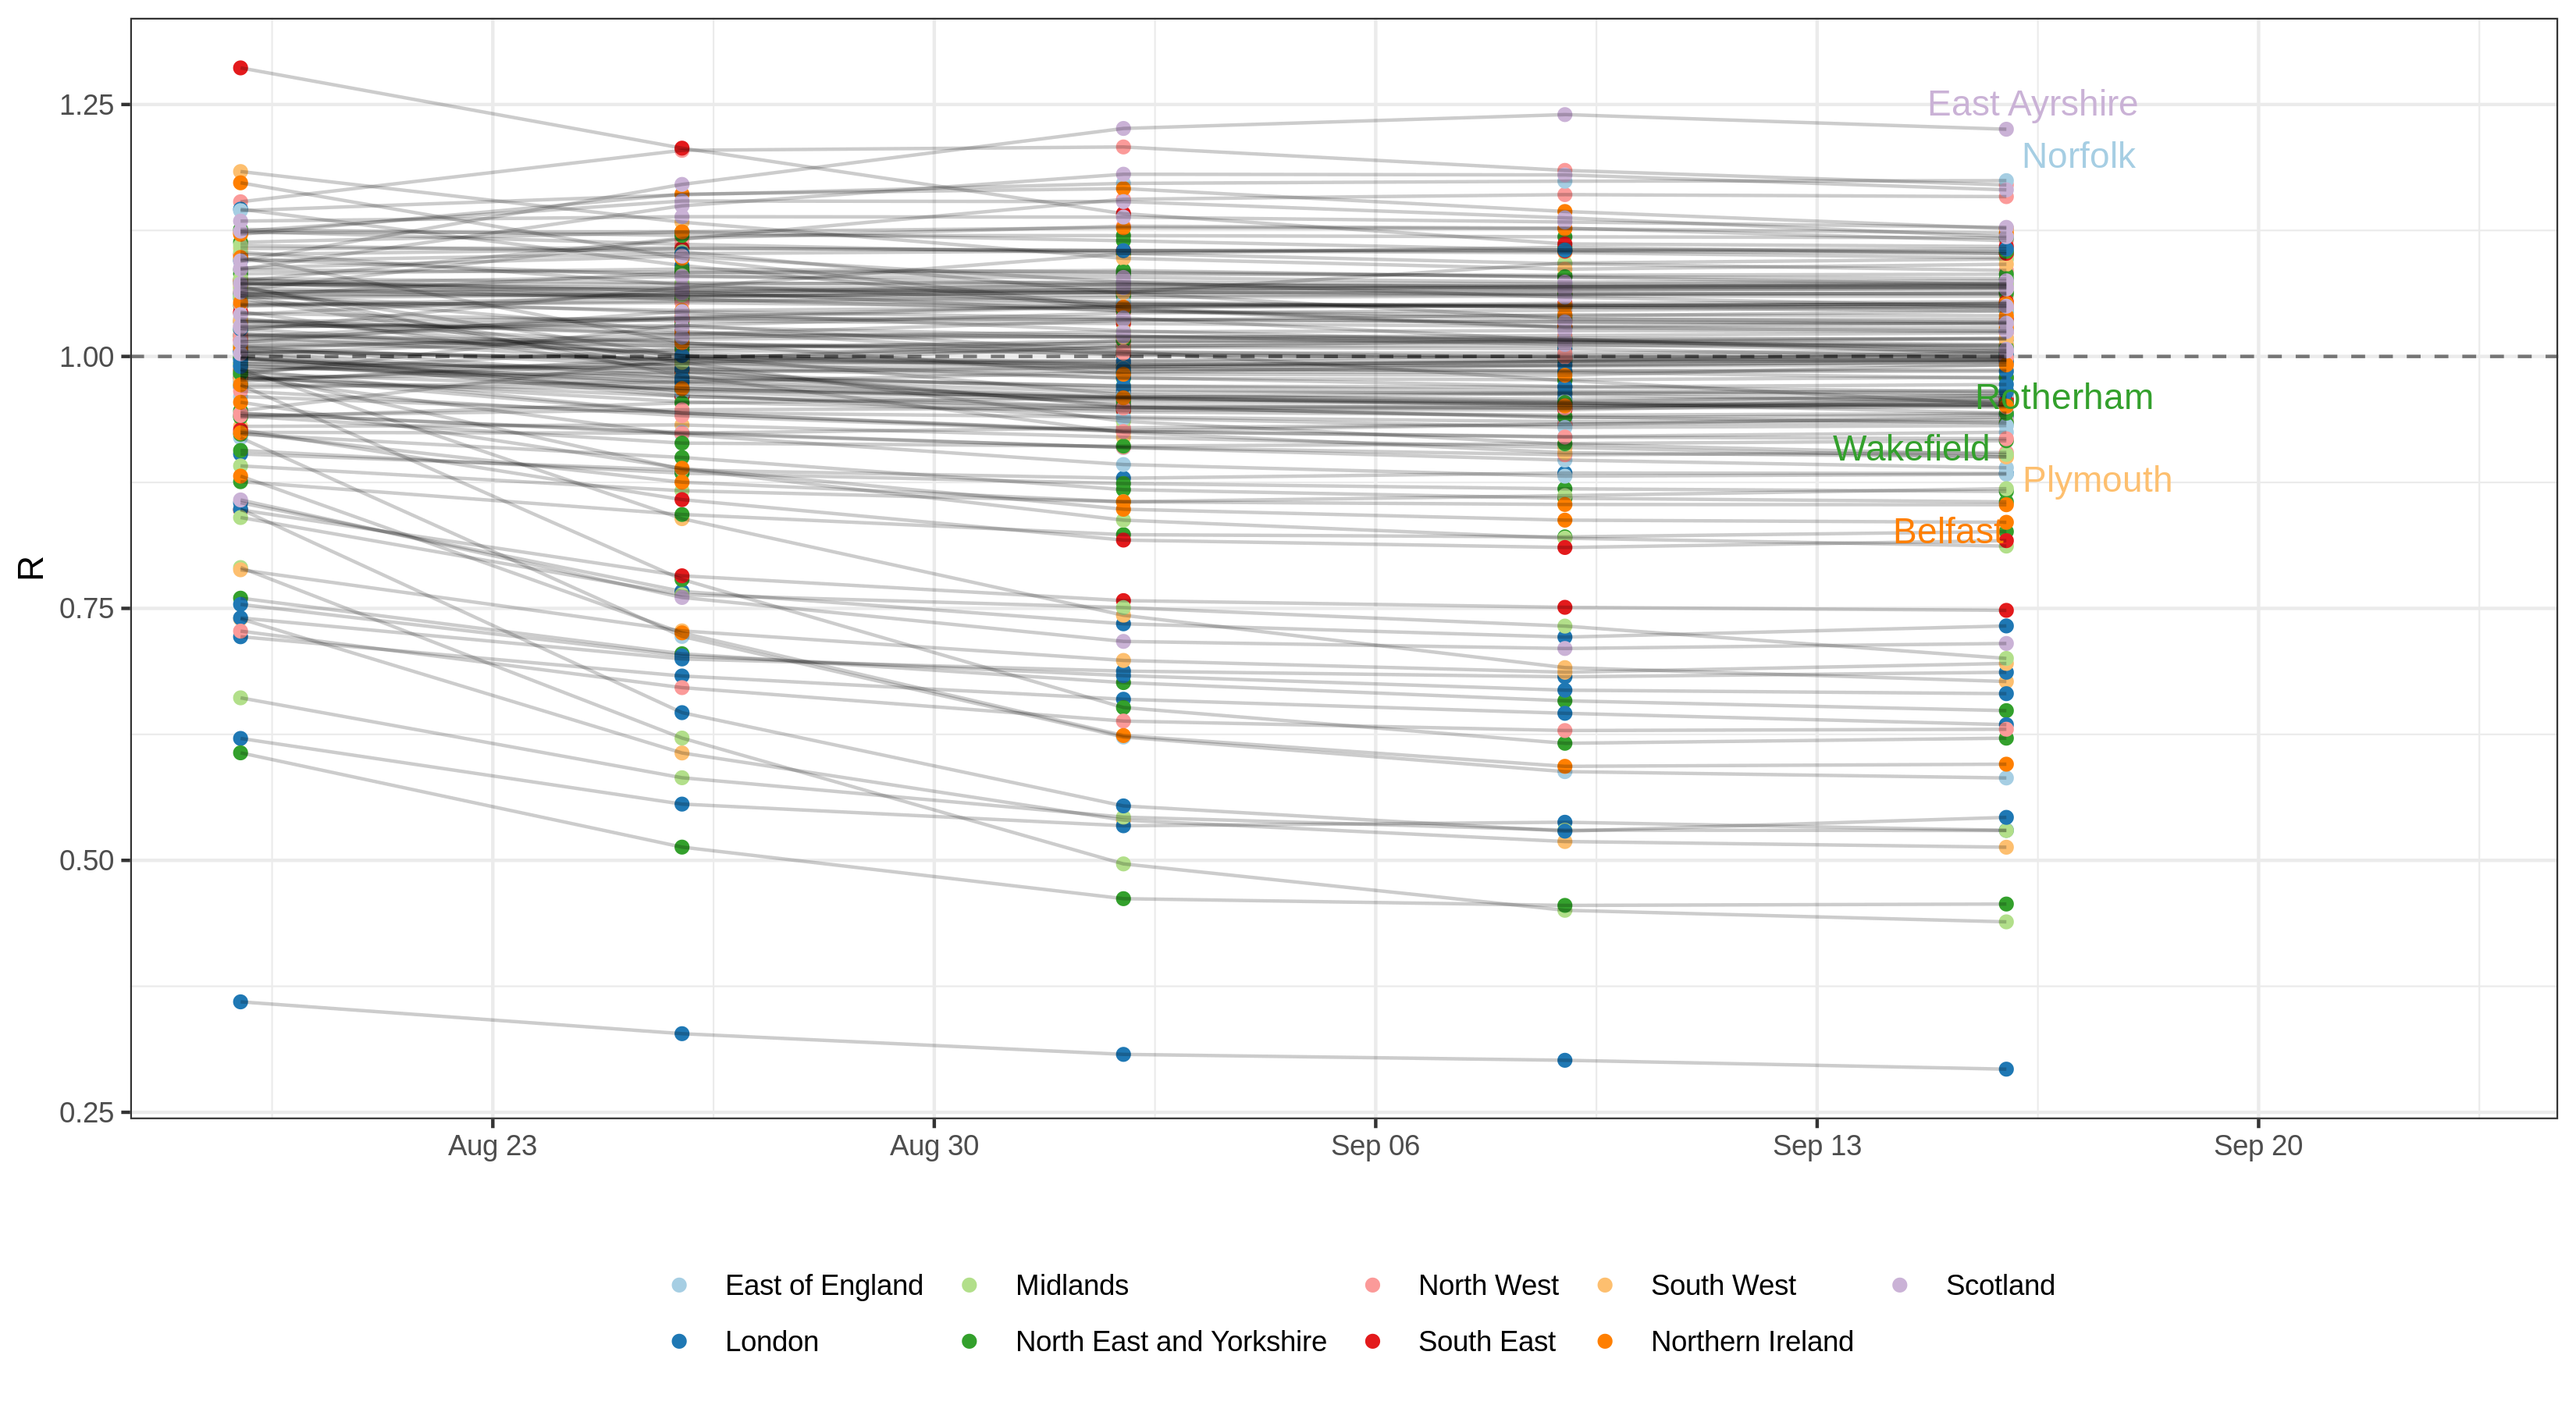 1.25
1.00
0.75
0.50
0.25
R
East Ayrshire
Norfolk
Rotherham
Wakefield
Plymouth
Belfast
Aug 23 Aug 30 Sep 06 Sep 13 Sep 20
East of England Midlands North West South West Scotland
London North East and Yorkshire South East Northern Ireland